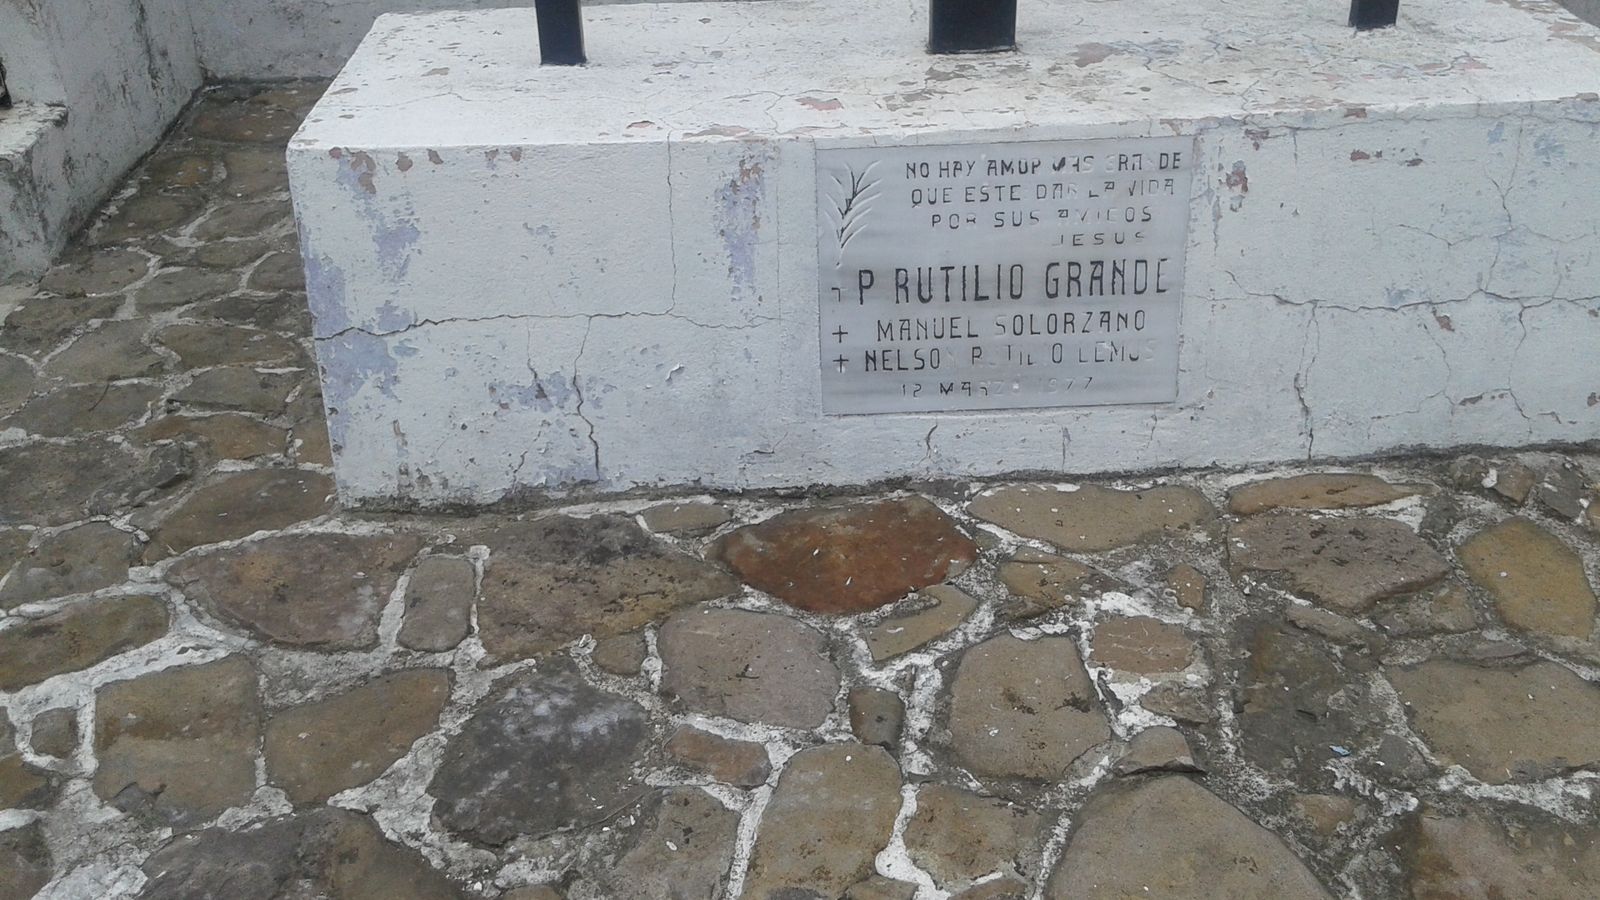 NO HAY AMOR MAS GRANDE
QUE ESTE DAR LA VIDA
POR SUS AMIGOS
JESUS
+ P RUTILIO GRANDE
+ MANUEL SOLORZANO
+ NELSON RUTILIO LEMUS
12 MARZO 1977